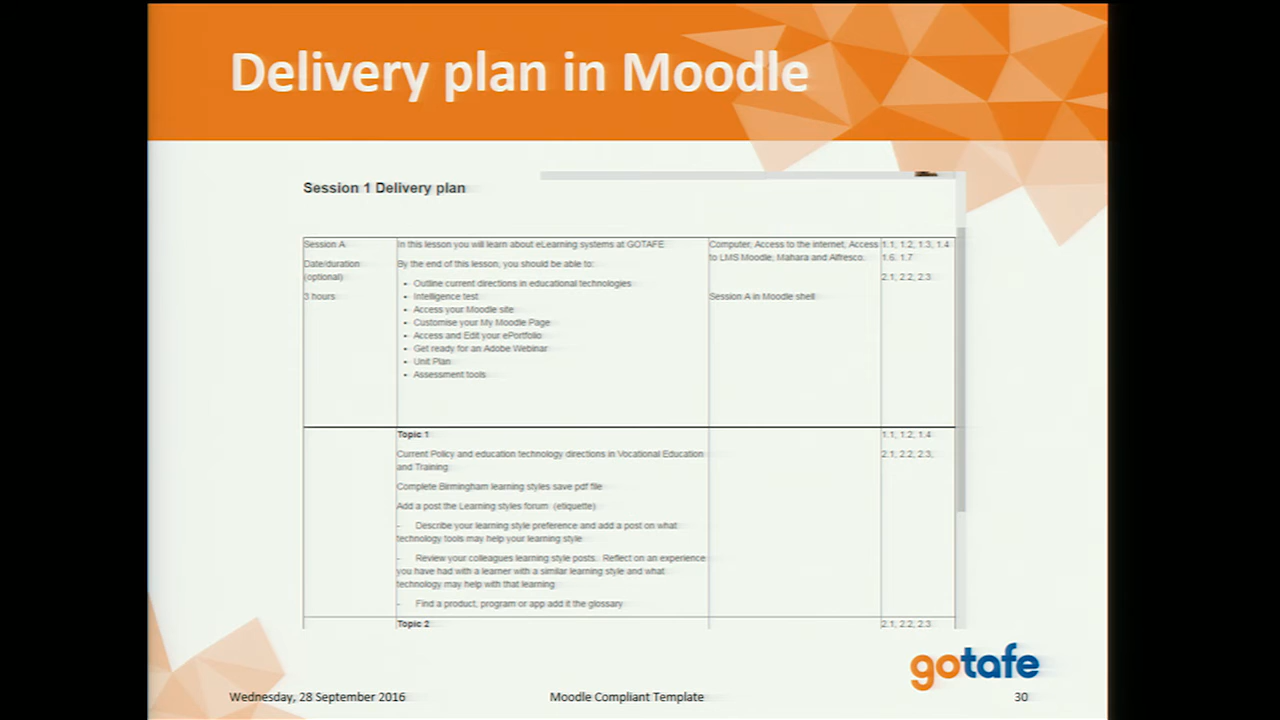 Delivery plan in Moodle
Session 1 Delivery plan
Session A
Date/duration
(optional)
3 hours
In this lesson you will learn about eLearning systems at GOTAFE
By the end of this lesson, you should be able to:
• Outline current directions in educational technologies
• Intelligence test
• Access your Moodle site
• Customise your My Moodle Page
• Access and Edit your ePortfolio
• Get ready for an Adobe Webinar
• Unit Plan
• Assessment tools
Computer, Access to the internet, Access
to LMS Moodle, Mahara and Alfresco.
Session A in Moodle shell
1.1, 1.2, 1.3, 1.4
1.6. 1.7
2.1, 2.2, 2.3
Topic 1
Current Policy and education technology directions in Vocational Education
and Training.
Complete Birmingham learning styles save pdf file
Add a post the Learning styles forum (etiquette)
- Describe your learning style preference and add a post on what
technology tools may help your learning style
- Review your colleagues learning style posts. Reflect on an experience
you have had with a learner with a similar learning style and what
technology may help with that learning
- Find a product, program or app add it the glossary
1.1, 1.2, 1.4
2.1, 2.2, 2.3,
Topic 2
2.1, 2.2, 2.3
gotafe
Wednesday, 28 September 2016
Moodle Compliant Template
30